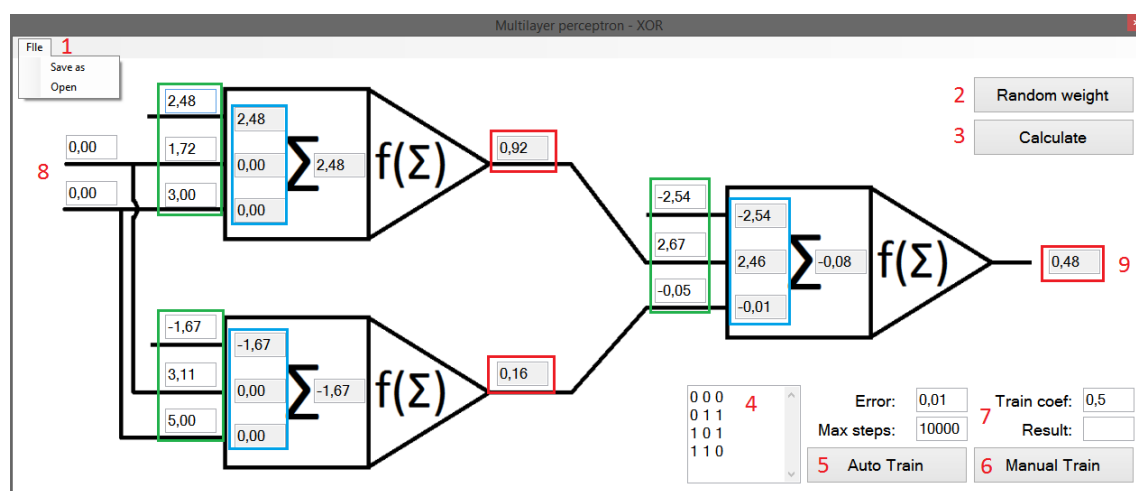 Multilayer perceptron - XOR
x
FIle 1
Save as
Open
2,48
2,48
0,00
1,72
0,00
Σ 2,48
f(Σ)
0,92
8
0,00
3,00
0,00
2 Random weight
3 Calculate
-2,54
-2,54
2,67
2,46
Σ -0,08
f(Σ)
0,48
9
-0,05
-0,01
-1,67
-1,67
3,11
0,00
Σ -1,67
f(Σ)
0,16
5,00
0,00
0 0 0
0 1 1
1 0 1
1 1 0
4
Error: 0,01
Train coef: 0,5
7
Max steps: 10000
Result:
5 Auto Train
6 Manual Train